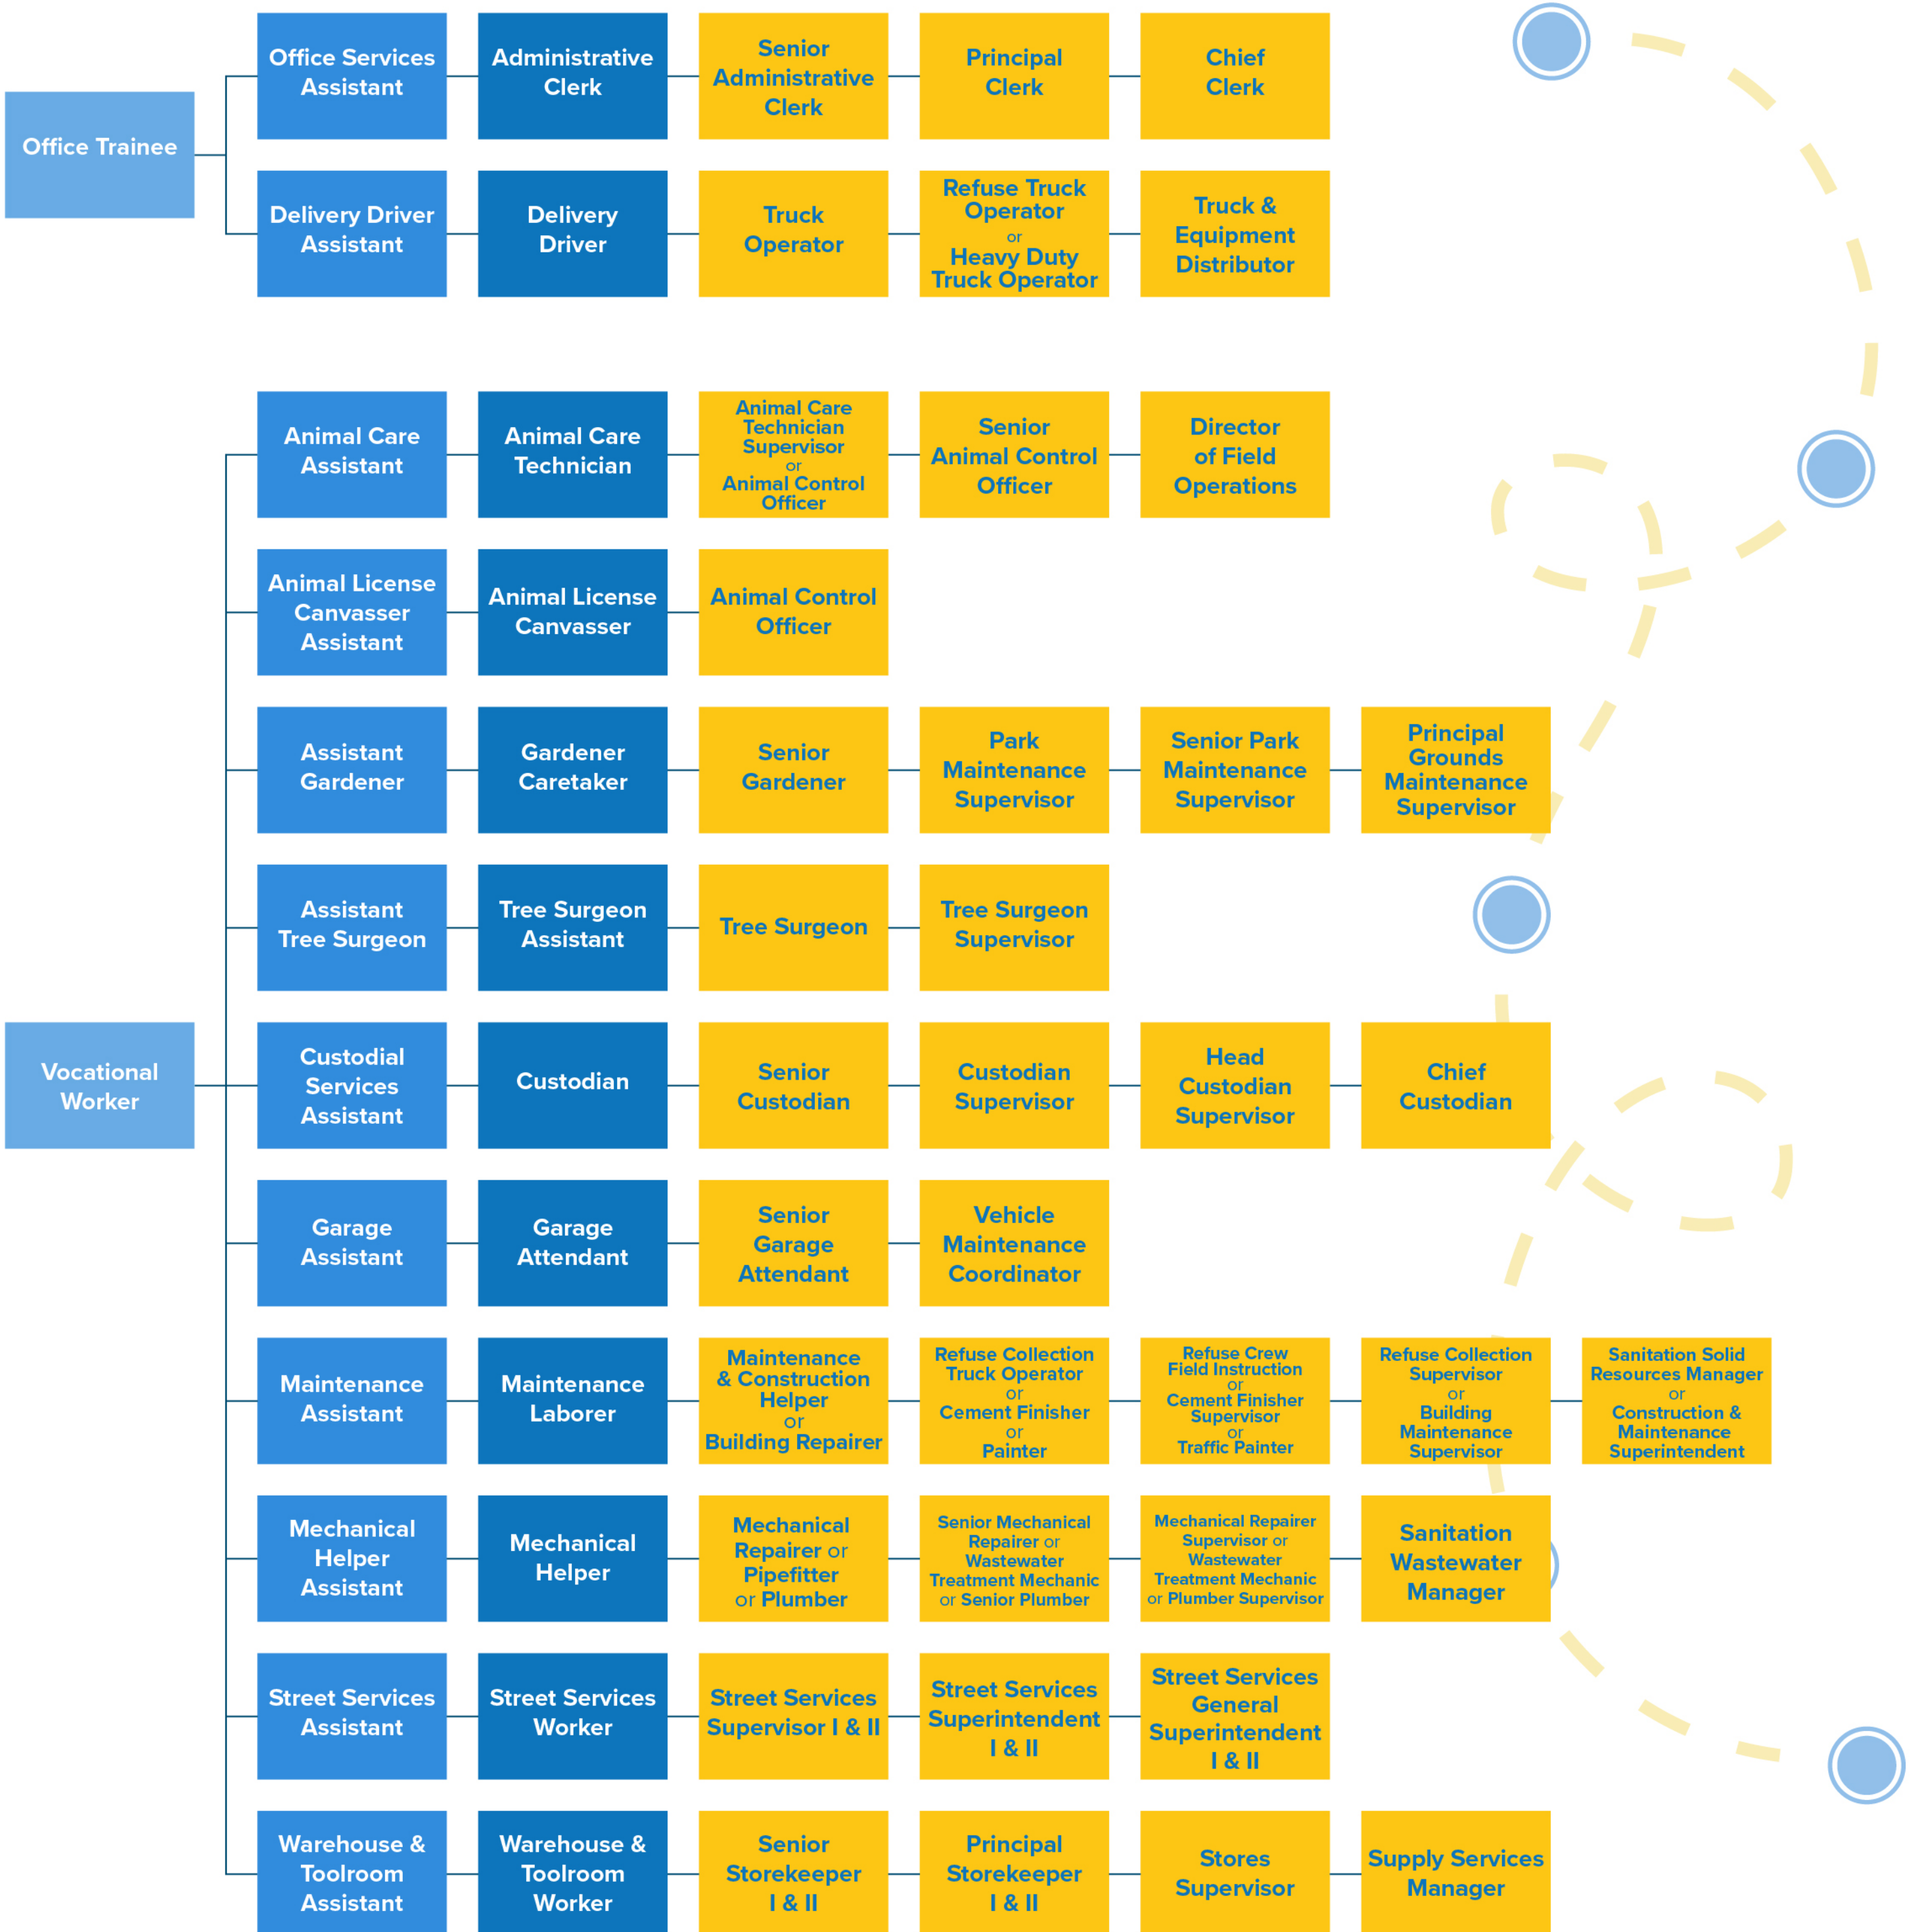 Office Trainee
Office Services
Assistant
Administrative
Clerk
Senior
Administrative
Clerk
Principal
Clerk
Chief
Clerk
Delivery Driver
Assistant
Delivery
Driver
Truck
Operator
Refuse Truck
Operator
or
Heavy Duty
Truck Operator
Truck &
Equipment
Distributor
Vocational
Worker
Animal Care
Assistant
Animal Care
Technician
Animal Care
Technician
Supervisor
or
Animal Control
Officer
Senior
Animal Control
Officer
Director
of Field
Operations
Animal License
Canvasser
Assistant
Animal License
Canvasser
Animal Control
Officer
Assistant
Gardener
Gardener
Caretaker
Senior
Gardener
Park
Maintenance
Supervisor
Senior Park
Maintenance
Supervisor
Principal
Grounds
Maintenance
Supervisor
Assistant
Tree Surgeon
Tree Surgeon
Assistant
Tree Surgeon
Tree Surgeon
Supervisor
Custodial
Services
Assistant
Custodian
Senior
Custodian
Custodian
Supervisor
Head
Custodian
Supervisor
Chief
Custodian
Garage
Assistant
Garage
Attendant
Senior
Garage
Attendant
Vehicle
Maintenance
Coordinator
Maintenance
Assistant
Maintenance
Laborer
Maintenance
& Construction
Helper
or
Building Repairer
Refuse Collection
Truck Operator
or
Cement Finisher
or
Painter
Refuse Crew
Field Instruction
or
Cement Finisher
Supervisor
or
Traffic Painter
Refuse Collection
Supervisor
or
Building
Maintenance
Supervisor
Sanitation Solid
Resources Manager
or
Construction &
Maintenance
Superintendent
Mechanical
Helper
Assistant
Mechanical
Helper
Mechanical
Repairer or
Pipefitter
or Plumber
Senior Mechanical
Repairer or
Wastewater
Treatment Mechanic
or Senior Plumber
Mechanical Repairer
Supervisor or
Wastewater
Treatment Mechanic
or Plumber Supervisor
Sanitation
Wastewater
Manager
Street Services
Assistant
Street Services
Worker
Street Services
Supervisor I & II
Street Services
Superintendent
I & II
Street Services
General
Superintendent
I & II
Warehouse &
Toolroom
Assistant
Warehouse &
Toolroom
Worker
Senior
Storekeeper
I & II
Principal
Storekeeper
I & II
Stores
Supervisor
Supply Services
Manager